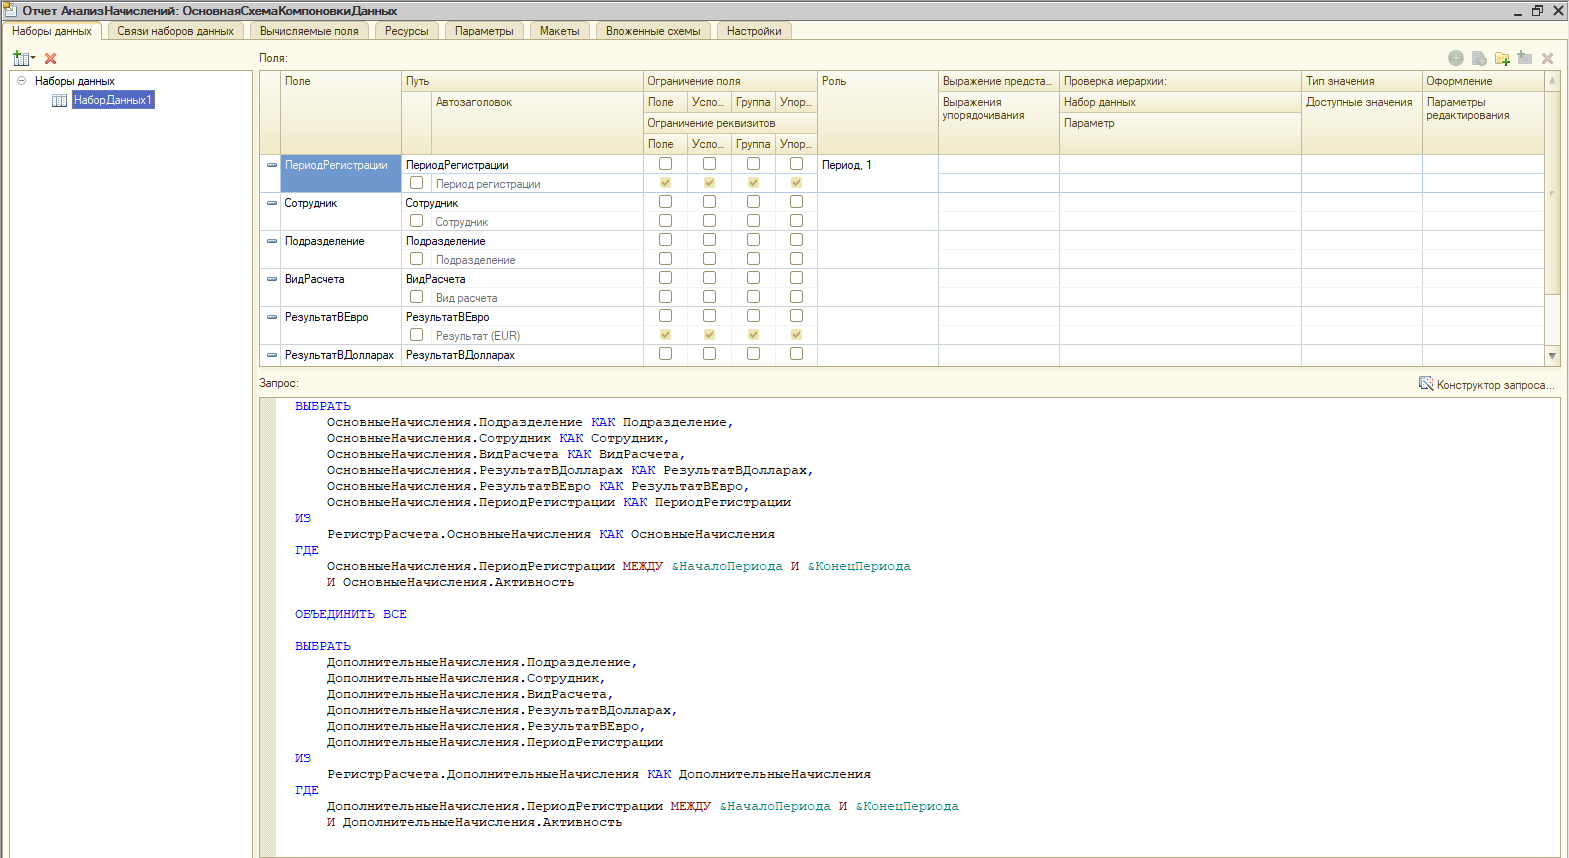 Отчет АнализНачислений: ОсновнаяСхемаКомпоновкиДанных
Наборы данных Связи наборов данных Вычисляемые поля Ресурсы Параметры Макеты Вложенные схемы Настройки
Поля:
Наборы данных
НаборДанных1
Поле Путь Ограничение поля Роль Выражение предста... Проверка иерархии: Тип значения Оформление
Автозаголовок Поле Усло... Группа Упор... Выражения упорядочивания Набор данных Доступные значения Параметры редактирования
Ограничение реквизитов Параметр
Поле Усло... Группа Упор...
ПериодРегистрации ПериодРегистрации Период, 1
Период регистрации
Сотрудник Сотрудник
Сотрудник
Подразделение Подразделение
Подразделение
ВидРасчета ВидРасчета
Вид расчета
РезультатВЕвро РезультатВЕвро
Результат (EUR)
РезультатВДолларах РезультатВДолларах
Запрос: Конструктор запроса...
ВЫБРАТЬ
ОсновныеНачисления.Подразделение КАК Подразделение,
ОсновныеНачисления.Сотрудник КАК Сотрудник,
ОсновныеНачисления.ВидРасчета КАК ВидРасчета,
ОсновныеНачисления.РезультатВДолларах КАК РезультатВДолларах,
ОсновныеНачисления.РезультатВЕвро КАК РезультатВЕвро,
ОсновныеНачисления.ПериодРегистрации КАК ПериодРегистрации
ИЗ
РегистрРасчета.ОсновныеНачисления КАК ОсновныеНачисления
ГДЕ
ОсновныеНачисления.ПериодРегистрации МЕЖДУ &НачалоПериода И &КонецПериода
И ОсновныеНачисления.Активность
ОБЪЕДИНИТЬ ВСЕ
ВЫБРАТЬ
ДополнительныеНачисления.Подразделение,
ДополнительныеНачисления.Сотрудник,
ДополнительныеНачисления.ВидРасчета,
ДополнительныеНачисления.РезультатВДолларах,
ДополнительныеНачисления.РезультатВЕвро,
ДополнительныеНачисления.ПериодРегистрации
ИЗ
РегистрРасчета.ДополнительныеНачисления КАК ДополнительныеНачисления
ГДЕ
ДополнительныеНачисления.ПериодРегистрации МЕЖДУ &НачалоПериода И &КонецПериода
И ДополнительныеНачисления.Активность